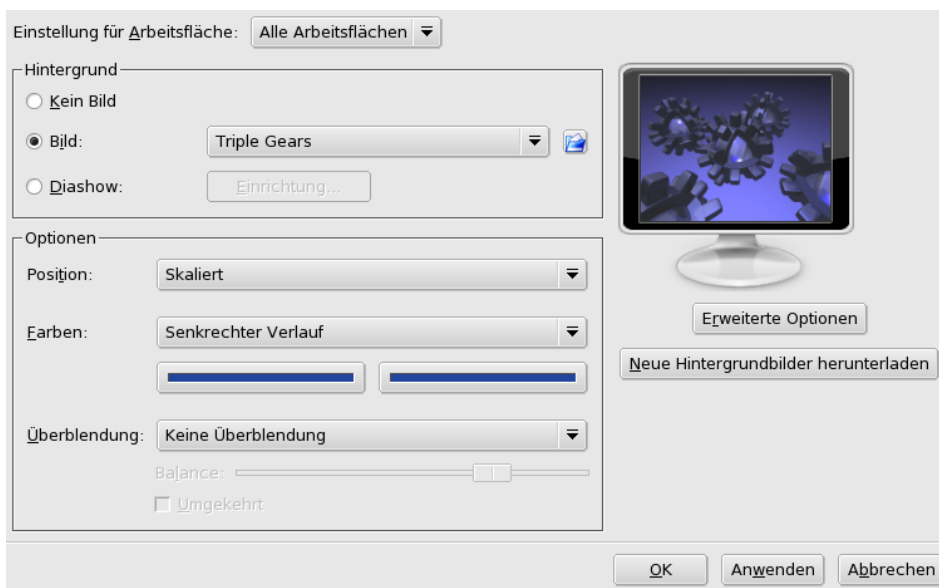 Einstellung für Arbeitsfläche: Alle Arbeitsflächen
Hintergrund
Kein Bild
Bild: Triple Gears
Diashow: Einrichtung...
Optionen
Position: Skaliert
Farben: Senkrechter Verlauf
Überblendung: Keine Überblendung
Balance:
Umgekehrt
Erweiterte Optionen
Neue Hintergrundbilder herunterladen
OK Anwenden Abbrechen